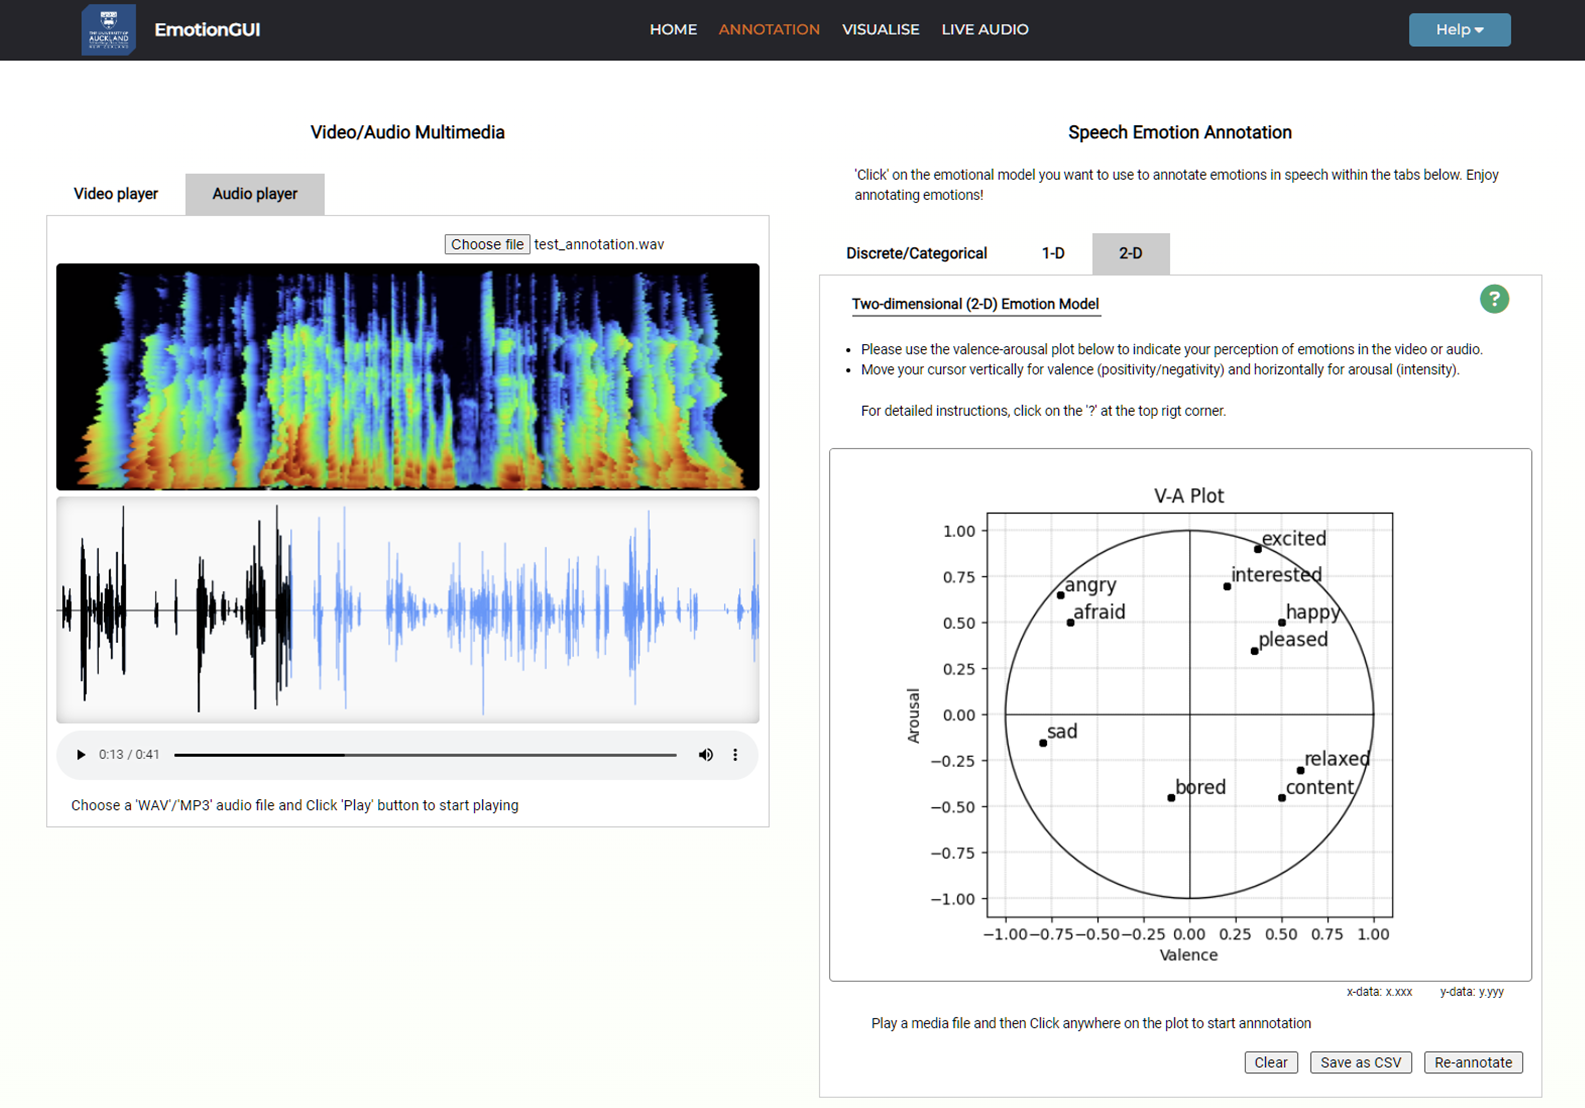 THE UNIVERSITY OF
AUCKLAND
NEW ZEALAND
EmotionGUI
HOME ANNOTATION VISUALISE LIVE AUDIO
Help
Video/Audio Multimedia
Video player Audio player
Choose file test_annotation.wav
0:13 / 0:41
Choose a 'WAV'/'MP3' audio file and Click 'Play' button to start playing
Speech Emotion Annotation
'Click' on the emotional model you want to use to annotate emotions in speech within the tabs below. Enjoy
annotating emotions!
Discrete/Categorical 1-D 2-D
Two-dimensional (2-D) Emotion Model
?
• Please use the valence-arousal plot below to indicate your perception of emotions in the video or audio.
• Move your cursor vertically for valence (positivity/negativity) and horizontally for arousal (intensity).
For detailed instructions, click on the '?' at the top rigt corner.
V-A Plot
1.00
0.75
0.50
0.25
0.00
−0.25
−0.50
−0.75
−1.00
Arousal
excited
interested
angry
afraid
happy
pleased
sad
relaxed
bored
content
−1.00 −0.75 −0.50 −0.25 0.00 0.25 0.50 0.75 1.00
Valence
x-data: x.xxx y-data: y.yyy
Play a media file and then Click anywhere on the plot to start annnotation
Clear Save as CSV Re-annotate